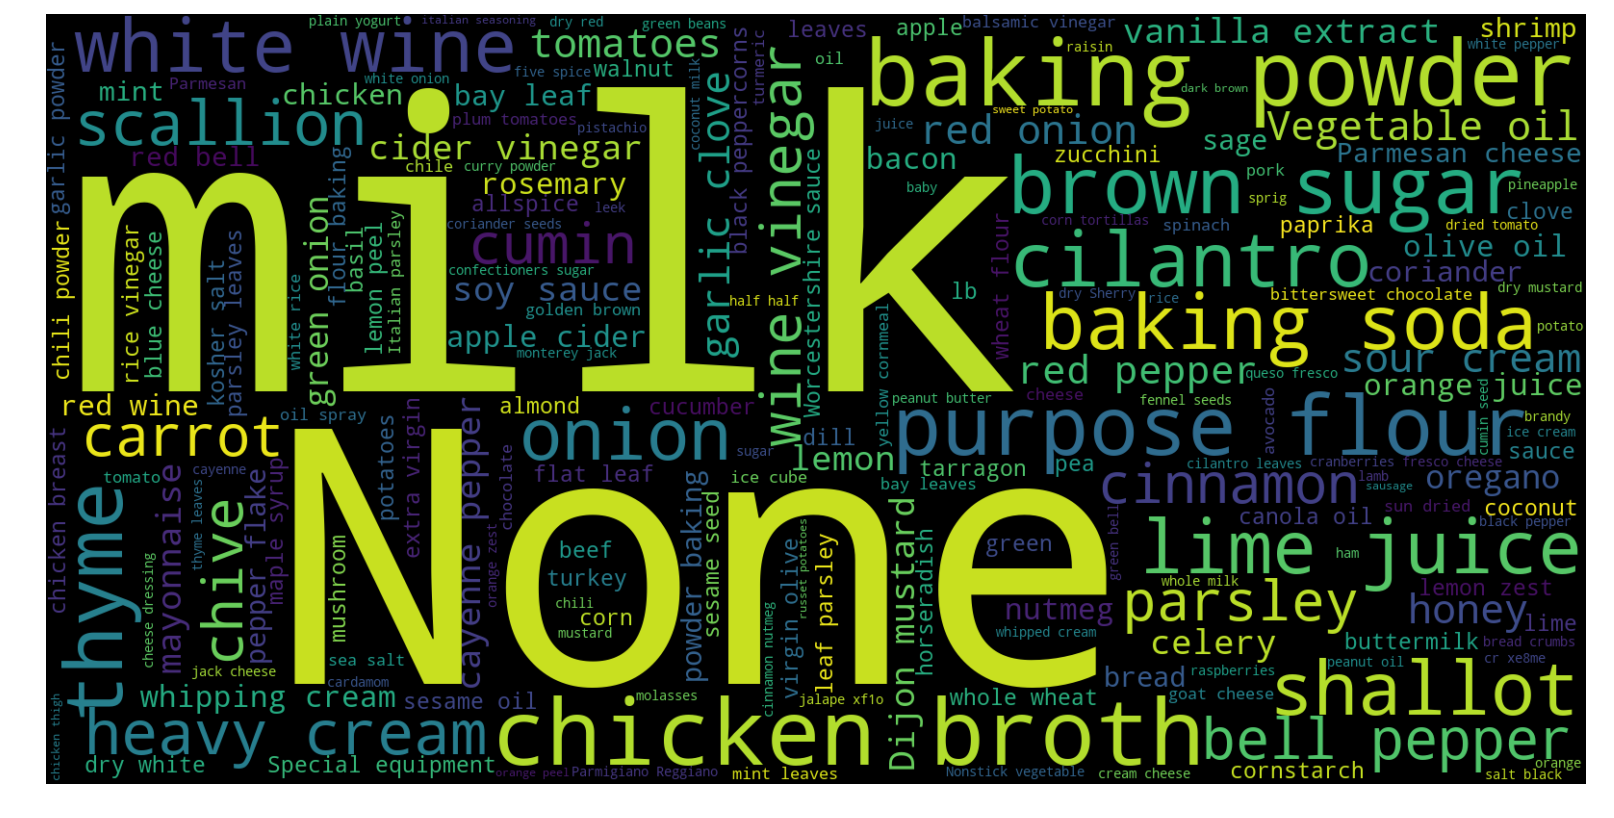 plain yogurt
italian seasoning
dry red
green beans
leaves
apple
balsamic vinegar
vanilla extract
shrimp
white wine
tomatoes
oil
raisin
white pepper
garlic powder
Parmesan
white onion
five spice
walnut
coconut milk
black peppercorns
turmeric
baking powder
dark brown
mint
chicken
bay leaf
sweet potato
Vegetable oil
scallion
plum tomatoes
pistachio
juice
red onion
sage
red bell
cider vinegar
chile
curry powder
garlic clove
wine vinegar
bacon
zucchini
Parmesan cheese
milk
rosemary
baby
pork
pineapple
allspice
leek
brown sugar
sprig
clove
coriander seeds
corn tortillas
spinach
paprika
dried tomato
flour baking
cumin
Worcestershire sauce
wheat flour
cilantro
olive oil
chili powder
rice vinegar
blue cheese
kosher salt
parsley leaves
white rice
green onion
basil
lemon peel
Italian parsley
confectioners sugar
soy sauce
golden brown
half half
lb
dry Sherry
rice
coriander
bittersweet chocolate
dry mustard
apple cider
monterey jack
yellow cornmeal
baking soda
potato
red pepper
queso fresco
sour cream
red wine
oil spray
almond
cucumber
peanut butter
cheese
fennel seeds
orange juice
carrot
onion
dill
purpose flour
avocado
cumin seed
brandy
ice cream
sauce
chicken breast
tomato
mayonnaise
cayenne
potatoes
extra virgin
cayenne pepper
sugar
lemon
tarragon
pea
cilantro leaves
cranberries fresco cheese
flat leaf
chocolate
ice cube
bay leaves
cinnamon
lamb
sausage
oregano
thyme
chive
thyme leaves
pepper flake
maple syrup
None
orange zest
powder baking
sesame seed
russet potatoes
canola oil
sun dried
coconut
black pepper
green
green bell
cheese dressing
mushroom
beef
turkey
chili
corn
mustard
virgin olive
leaf parsley
Dijon mustard
horseradish
lime juice
ham
whole milk
lemon zest
nutmeg
parsley
honey
lime
whipped cream
celery
buttermilk
bread crumbs
jack cheese
sea salt
cardamom
cinnamon nutmeg
bread
raspberries
peanut oil
cr xe8me
chicken thigh
whipping cream
sesame oil
molasses
jalape xf1o
whole wheat
goat cheese
shallot
heavy cream
chicken broth
bell pepper
dry white
Special equipment
orange peel
Parmigiano Reggiano
mint leaves
Nonstick vegetable
cream cheese
cornstarch
orange
salt black